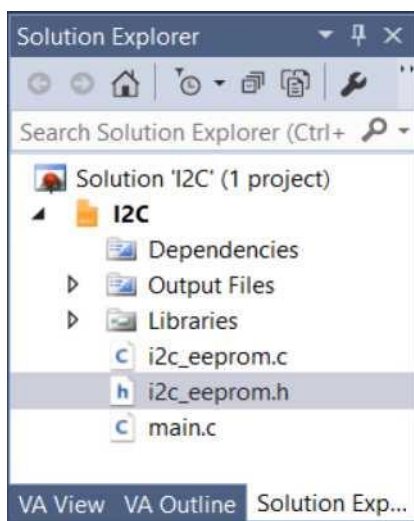 Solution Explorer
Search Solution Explorer (Ctrl+
Solution 'I2C' (1 project)
I2C
Dependencies
Output Files
Libraries
c i2c_eeprom.c
h i2c_eeprom.h
c main.c
VA View VA Outline Solution Exp...